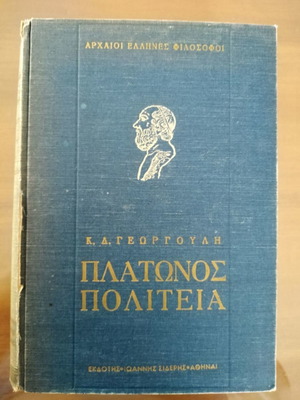 ΑΡΧΑΙΟΙ ΕΛΛΗΝΕΣ ΦΙΛΟΣΟΦΟΙ
Κ. Δ. ΓΕΩΡΓΟΥΛΗ
ΠΛΑΤΩΝΟΣ
ΠΟΛΙΤΕΙΑ
ΕΚΔΟΤΗΣ•ΙΩΑΝΝΗΣ ΣΙΔΕΡΗΣ•ΑΘΗΝΑΙ